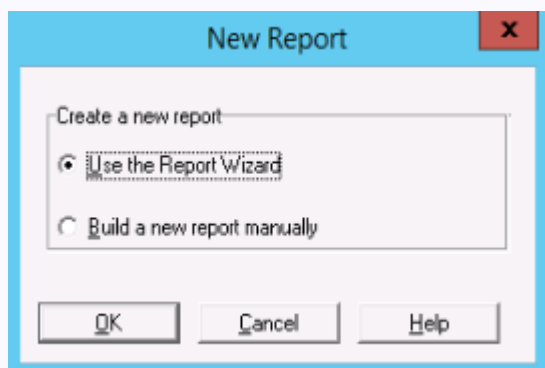 New Report
x
Create a new report
Use the Report Wizard
Build a new report manually
OK
Cancel
Help